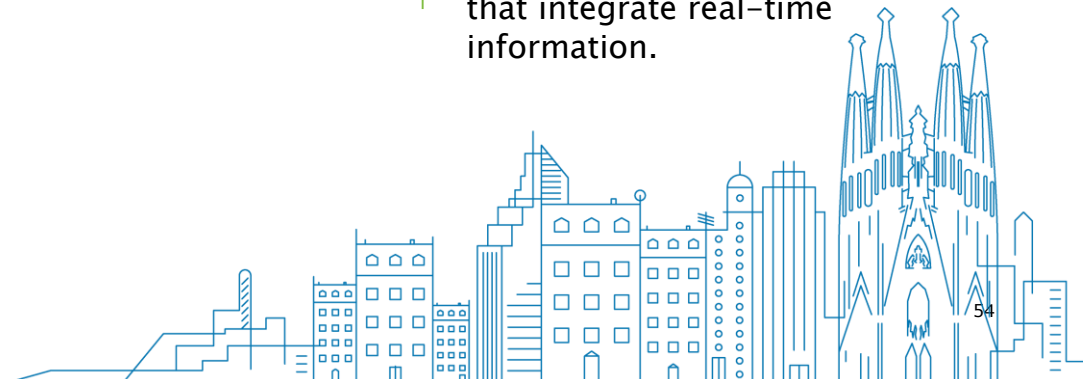 that integrate real-time
information.
54